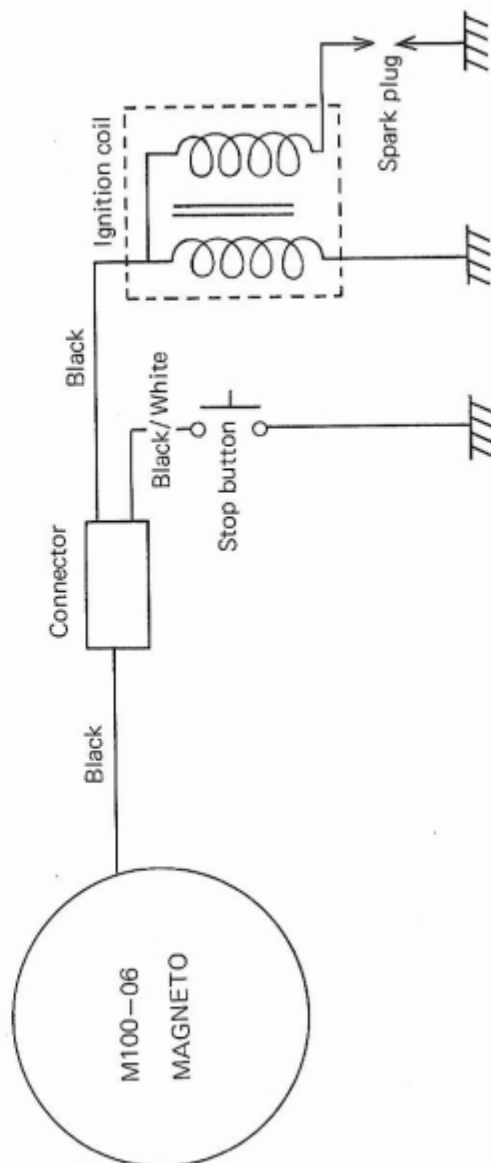 M100–06
MAGNETO
Black
Connector
Black
Black/White
Stop button
Ignition coil
Spark plug